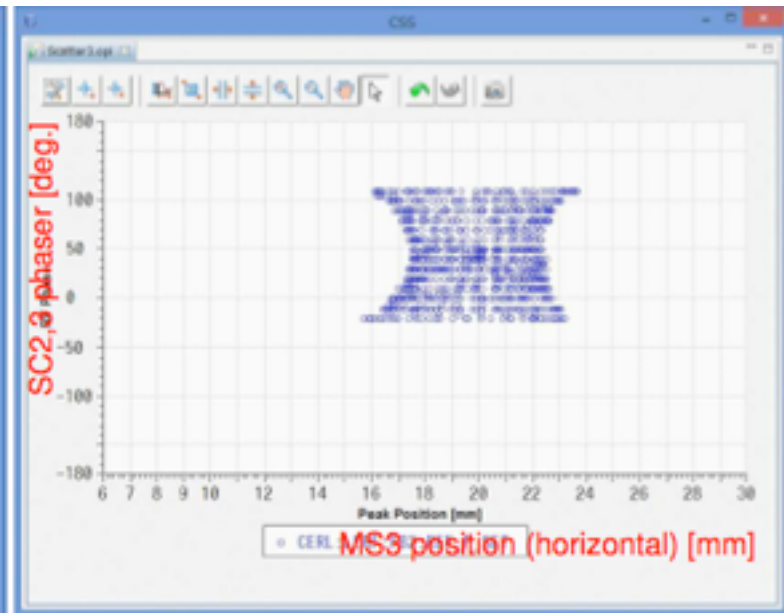 CSS
Scatter3.opi
180
100
50
0
-50
-100
-180
SC2,3 phaser [deg.]
6 7 8 9 10 12 14 16 18 20 22 24 26 28 30
Peak Position [mm]
CERL
MS3 position (horizontal) [mm]